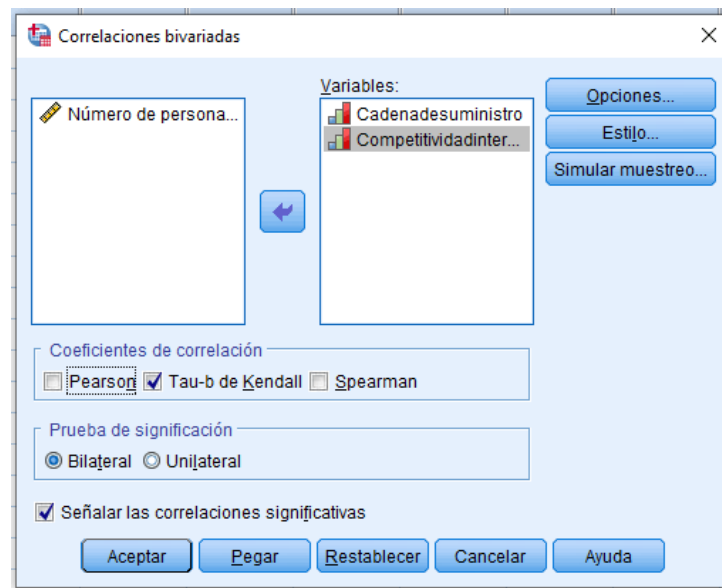 Correlaciones bivariadas
Variables:
Número de persona...
Cadenadesuministro
Competitividadinter...
Opciones...
Estilo...
Simular muestreo...
Coeficientes de correlación
Pearson
Tau-b de Kendall
Spearman
Prueba de significación
Bilateral
Unilateral
Señalar las correlaciones significativas
Aceptar
Pegar
Restablecer
Cancelar
Ayuda